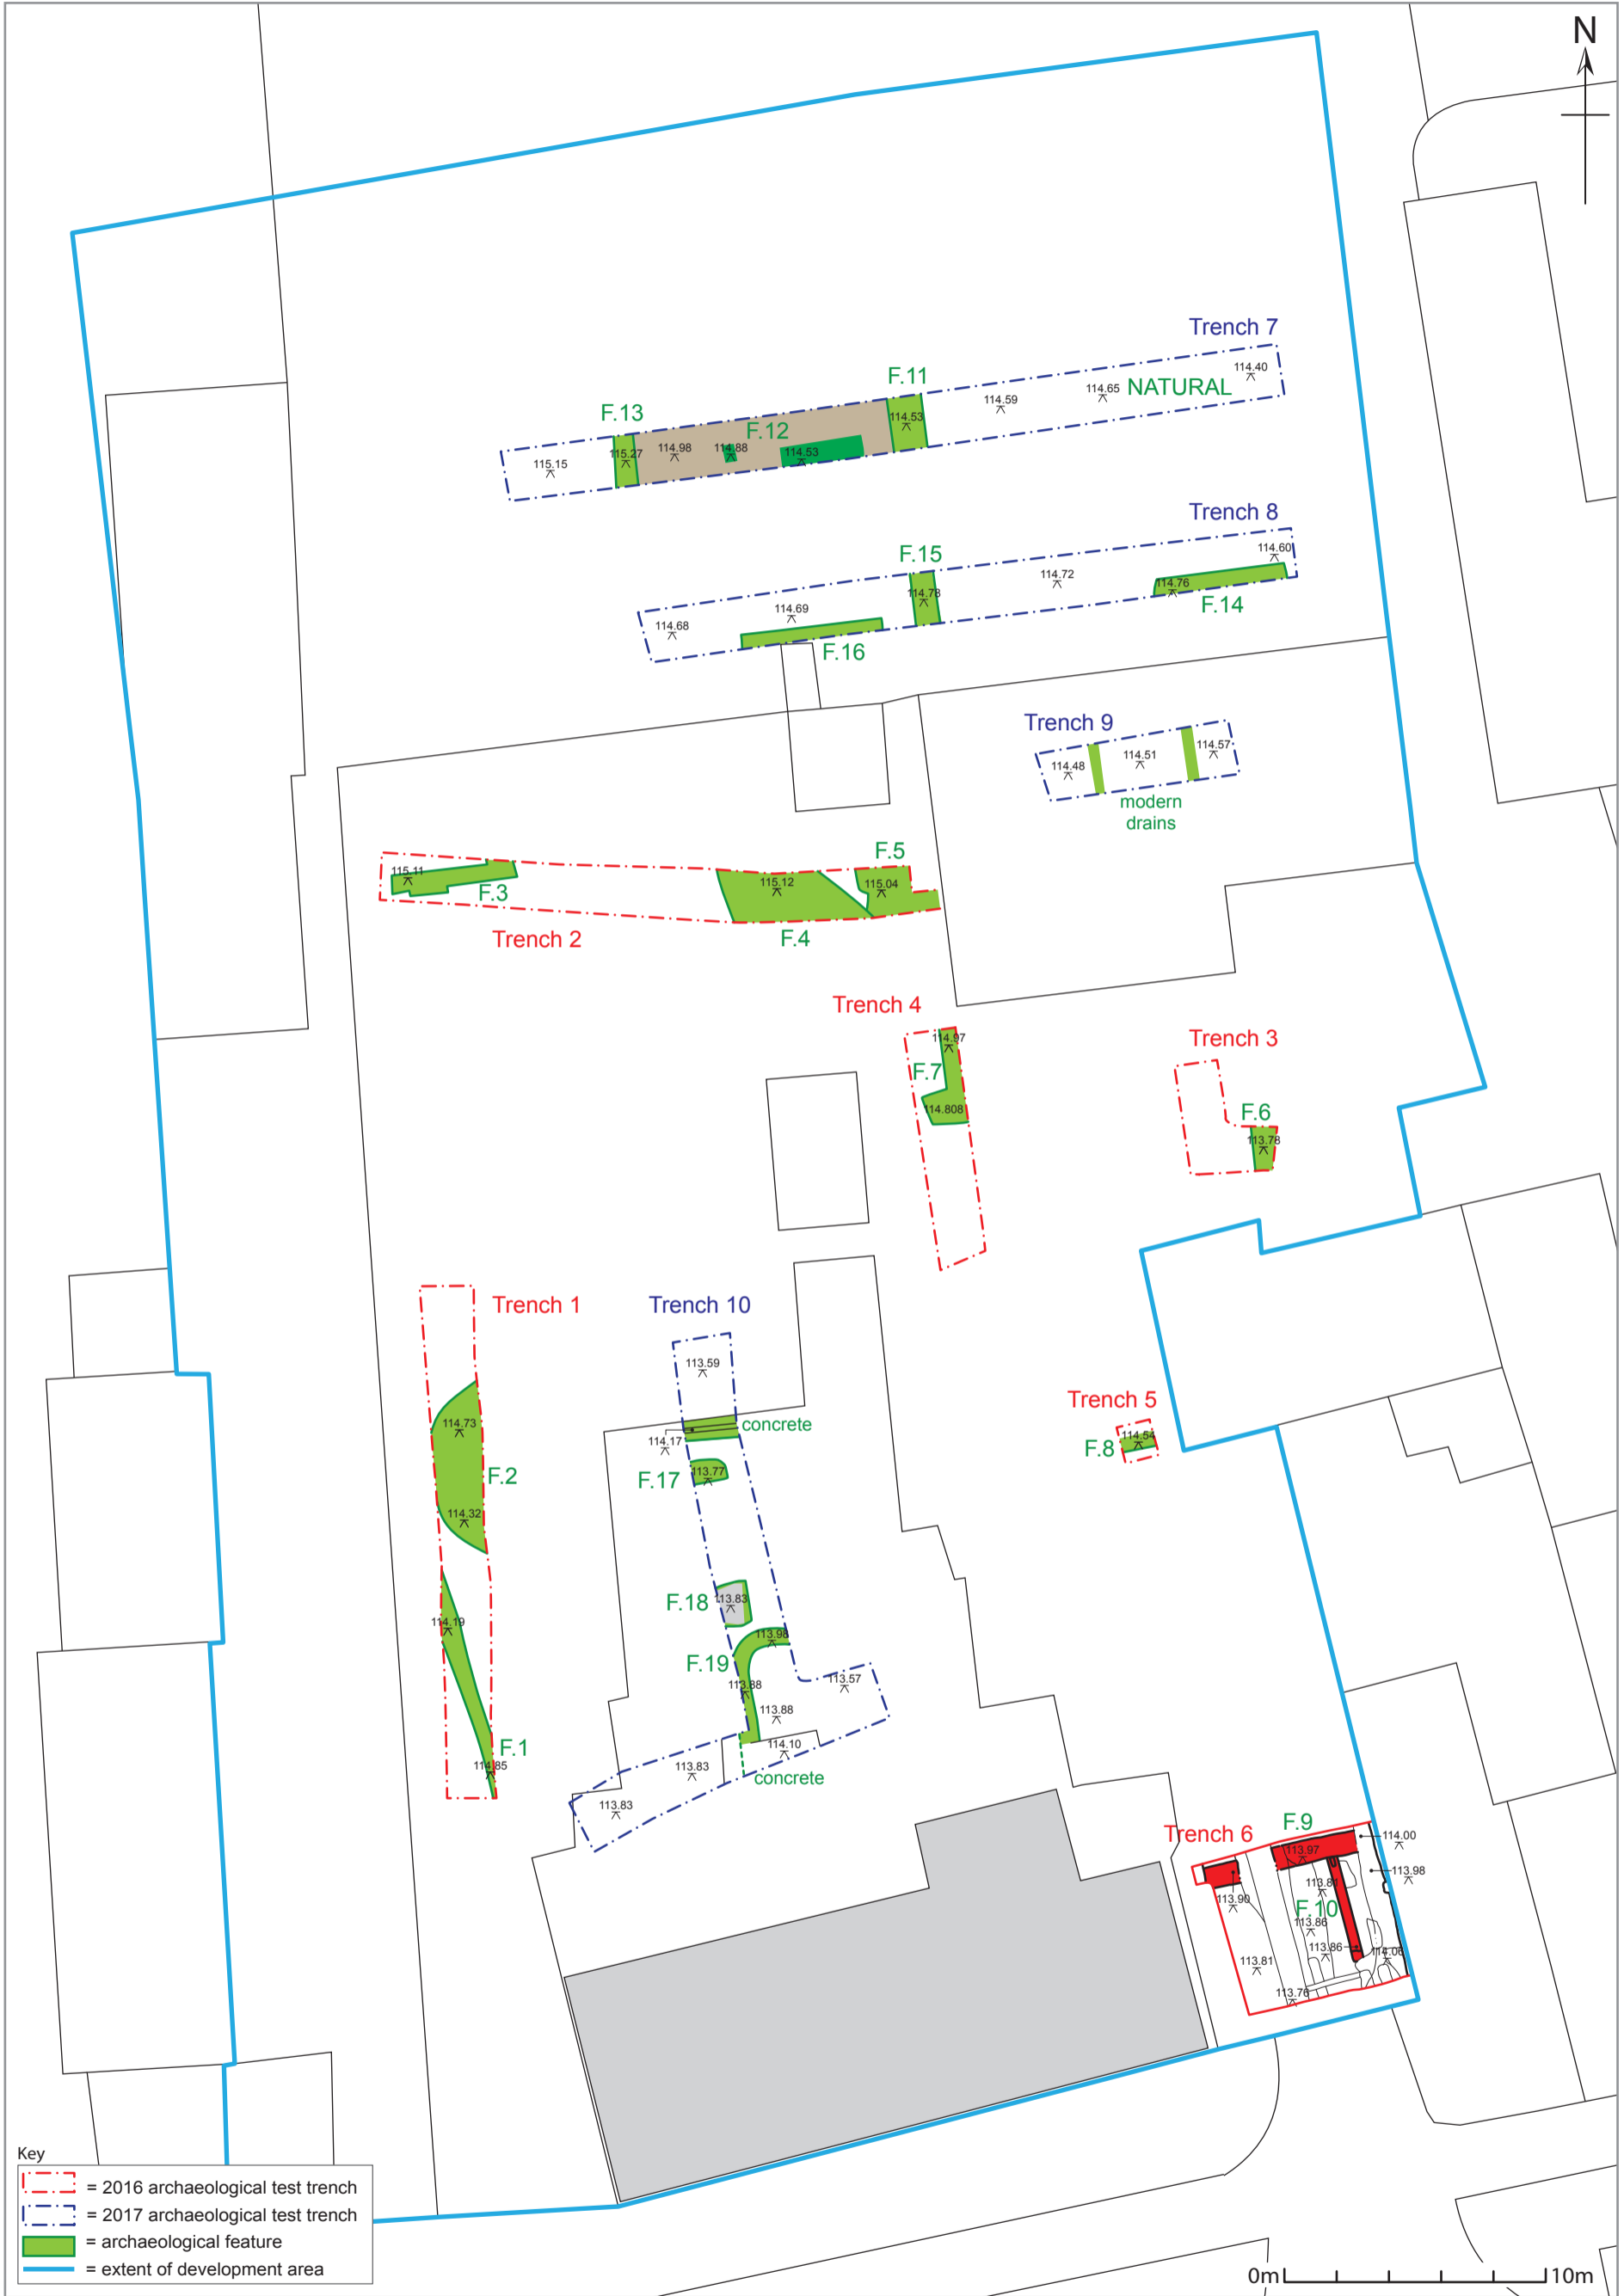 N
Trench 7
114.40
114.65
NATURAL
114.59
F.11
114.53
F.13
F.12
115.27
114.98
114.88
114.53
115.15
Trench 8
F.15
114.60
114.72
114.76
114.73
F.14
114.69
114.68
F.16
Trench 9
114.48
114.51
114.57
modern
drains
F.5
115.11
115.12
115.04
F.3
Trench 2
F.4
Trench 4
114.97
F.7
114.808
Trench 3
F.6
113.78
Trench 1
Trench 10
113.59
114.73
concrete
114.17
F.2
F.17
113.77
114.32
Trench 5
114.54
F.8
F.18
113.83
114.19
113.98
F.19
113.88
113.57
113.88
F.1
114.10
114.85
113.83
concrete
113.83
F.9
Trench 6
114.00
113.97
113.98
113.81
113.90
F.10
113.86
113.86
114.06
113.81
113.76
Key
= 2016 archaeological test trench
= 2017 archaeological test trench
= archaeological feature
= extent of development area
0m
10m